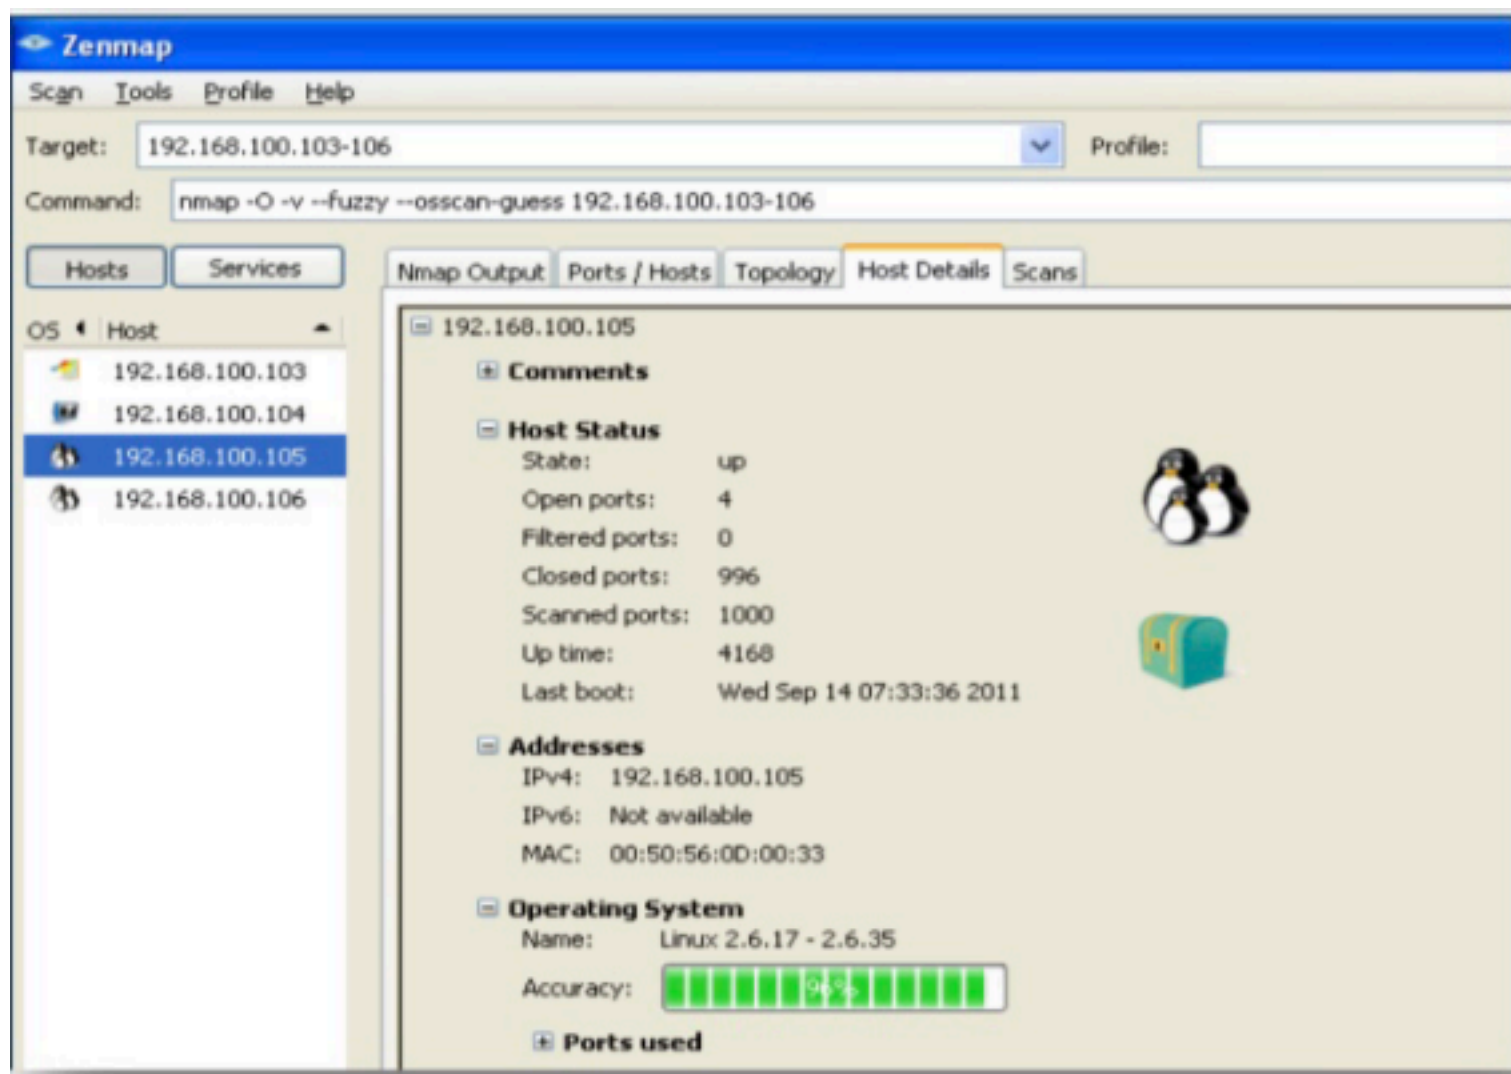 Zenmap
Scan Tools Profile Help
Target: 192.168.100.103-106 Profile:
Command: nmap -O -v --fuzzy --osscan-guess 192.168.100.103-106
Hosts Services
Nmap Output Ports / Hosts Topology Host Details Scans
OS Host
192.168.100.103
192.168.100.104
192.168.100.105
192.168.100.106
192.168.100.105
Comments
Host Status
State: up
Open ports: 4
Filtered ports: 0
Closed ports: 996
Scanned ports: 1000
Up time: 4168
Last boot: Wed Sep 14 07:33:36 2011
Addresses
IPv4: 192.168.100.105
IPv6: Not available
MAC: 00:50:56:0D:00:33
Operating System
Name: Linux 2.6.17 - 2.6.35
Accuracy: 96%
Ports used